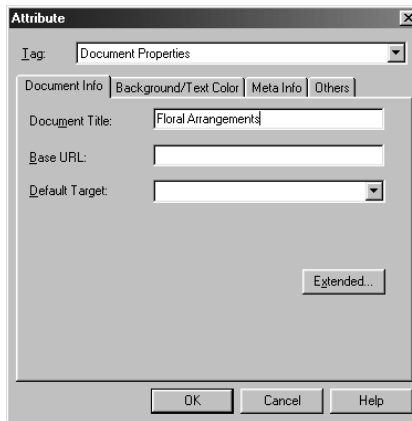 Attribute
Tag: Document Properties
Document Info Background/Text Color Meta Info Others
Document Title: Floral Arrangements
Base URL:
Default Target:
Extended...
OK Cancel Help